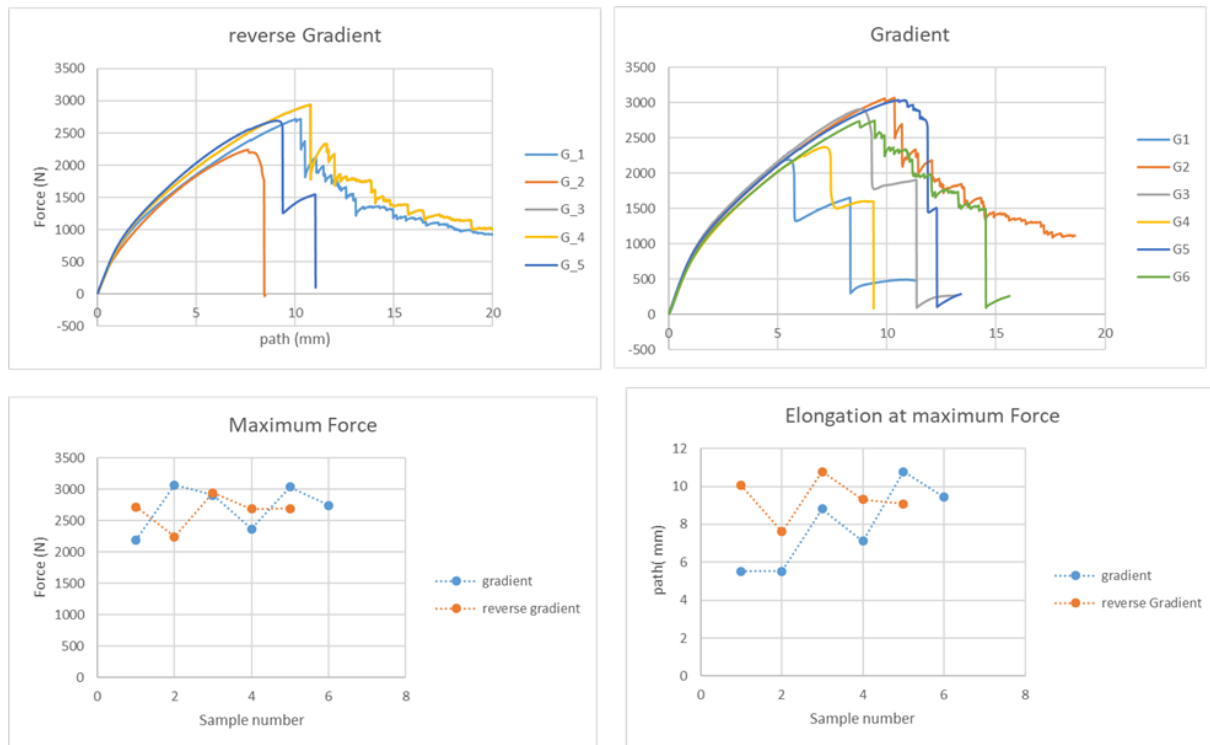 reverse Gradient
3500
3000
2500
2000
1500
1000
500
0
-500
0
5
10
15
20
Force (N)
path (mm)
G_1
G_2
G_3
G_4
G_5
Gradient
3500
3000
2500
2000
1500
1000
500
0
-500
0
5
10
15
20
G1
G2
G3
G4
G5
G6
Maximum Force
3500
3000
2500
2000
1500
1000
500
0
0
2
4
6
8
Force (N)
Sample number
gradient
reverse gradient
Elongation at maximum Force
12
10
8
6
4
2
0
0
2
4
6
8
path( mm)
Sample number
gradient
reverse Gradient